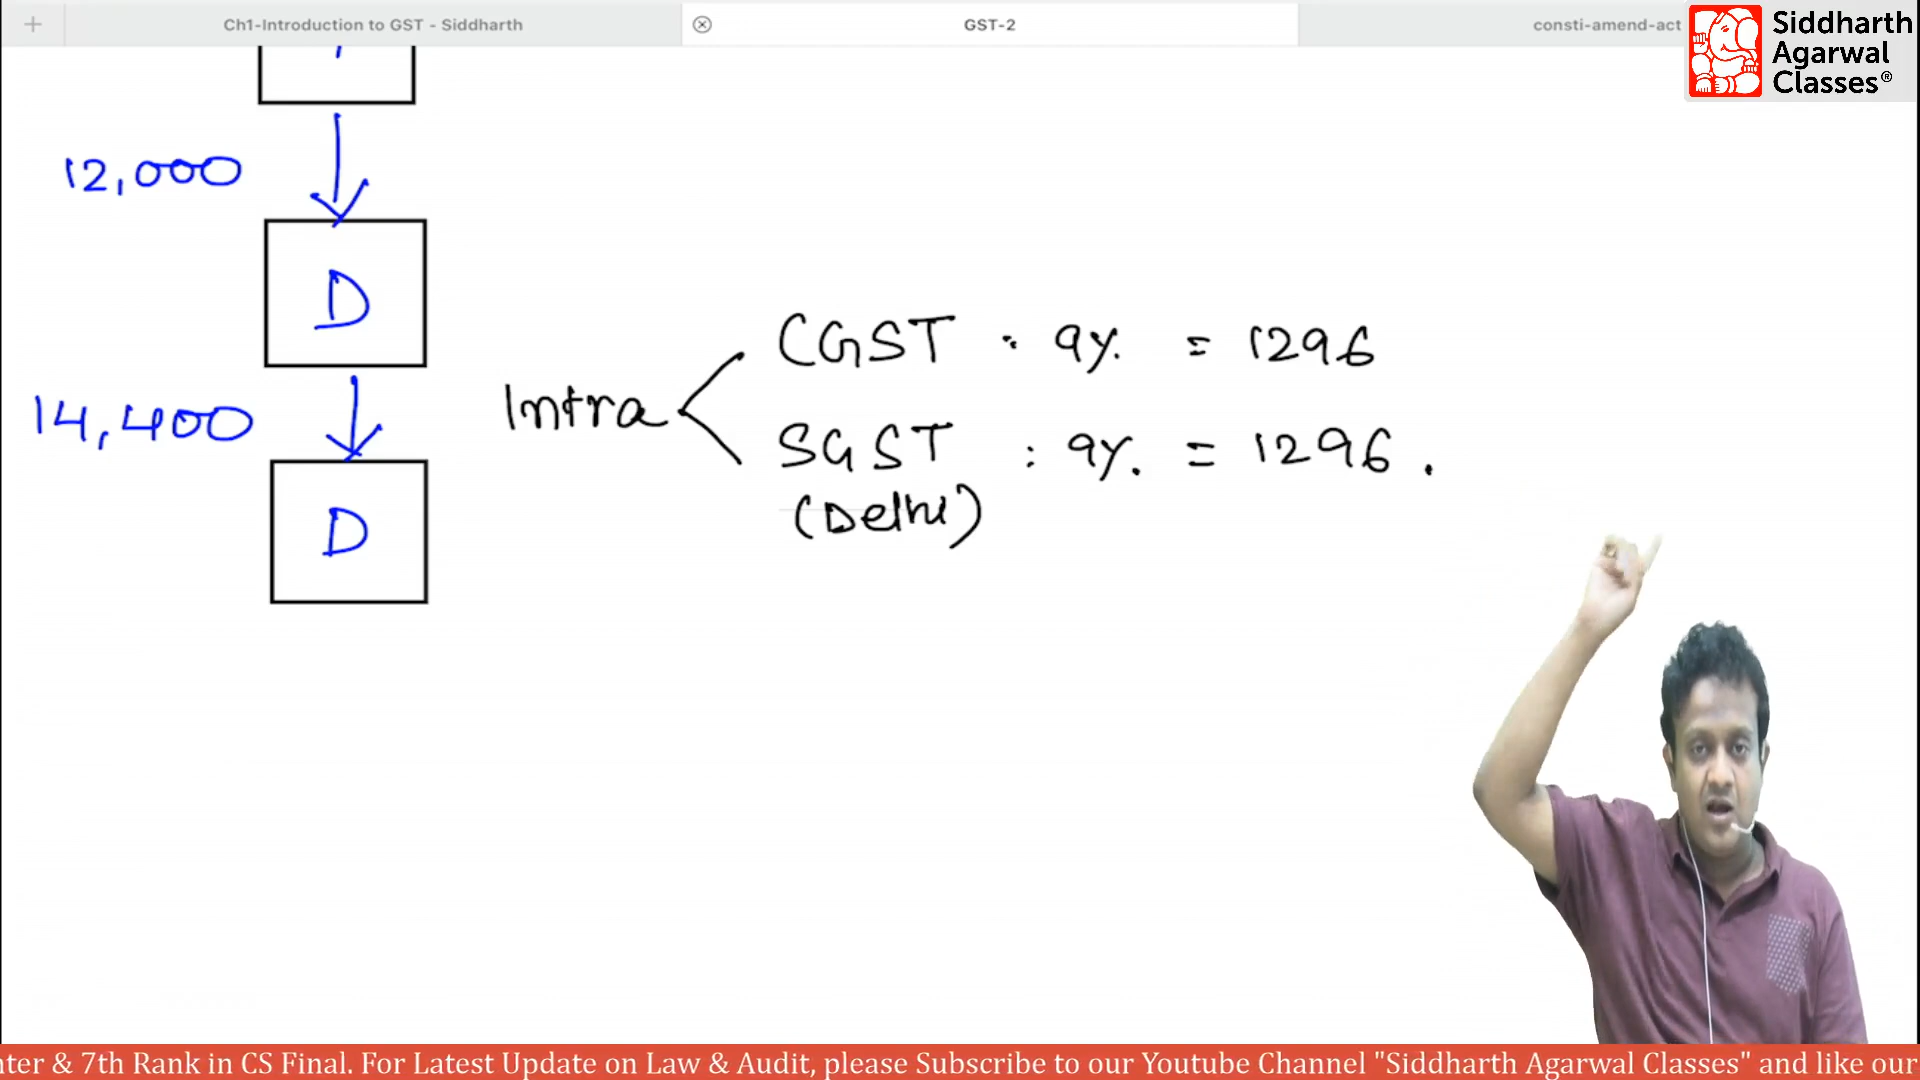 Ch1-Introduction to GST - Siddharth
GST-2
consti-amend-act
Siddharth
Agarwal
Classes®
12,000
D
14,400
D
Intra
CGST : 9%. = 1296
SGST : 9%. = 1296.
(Delhi)
nter & 7th Rank in CS Final. For Latest Update on Law & Audit, please Subscribe to our Youtube Channel "Siddharth Agarwal Classes" and like our